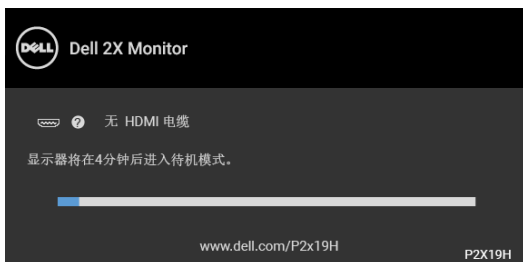 DELL Dell 2X Monitor
? 无 HDMI 电缆
显示器将在4分钟后进入待机模式。
www.dell.com/P2x19H
P2X19H